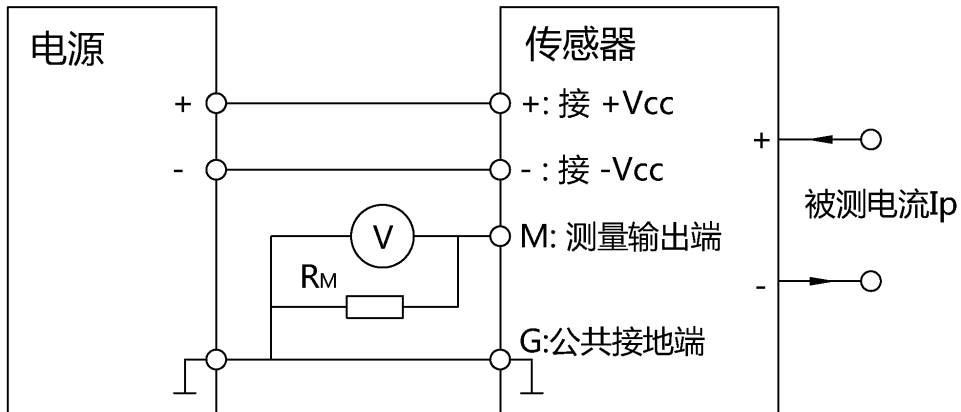 电源
+
-
传感器
+: 接 +Vcc
- : 接 -Vcc
M: 测量输出端
G:公共接地端
V
RM
+
-
被测电流Ip